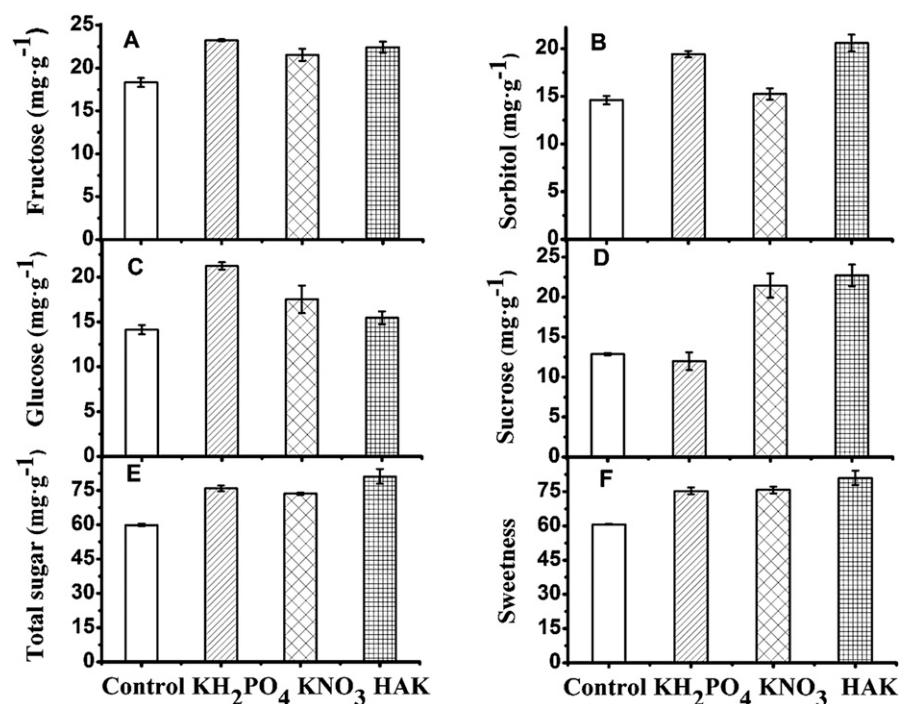 A
Fructose (mg·g⁻¹)
25
20
15
10
5
0
B
Sorbitol (mg·g⁻¹)
20
15
10
5
0
C
Glucose (mg·g⁻¹)
20
15
10
5
0
D
Sucrose (mg·g⁻¹)
25
20
15
10
5
0
E
Total sugar (mg·g⁻¹)
75
60
45
30
15
0
Control KH₂PO₄ KNO₃ HAK
F
Sweetness
75
60
45
30
15
0
Control KH₂PO₄ KNO₃ HAK